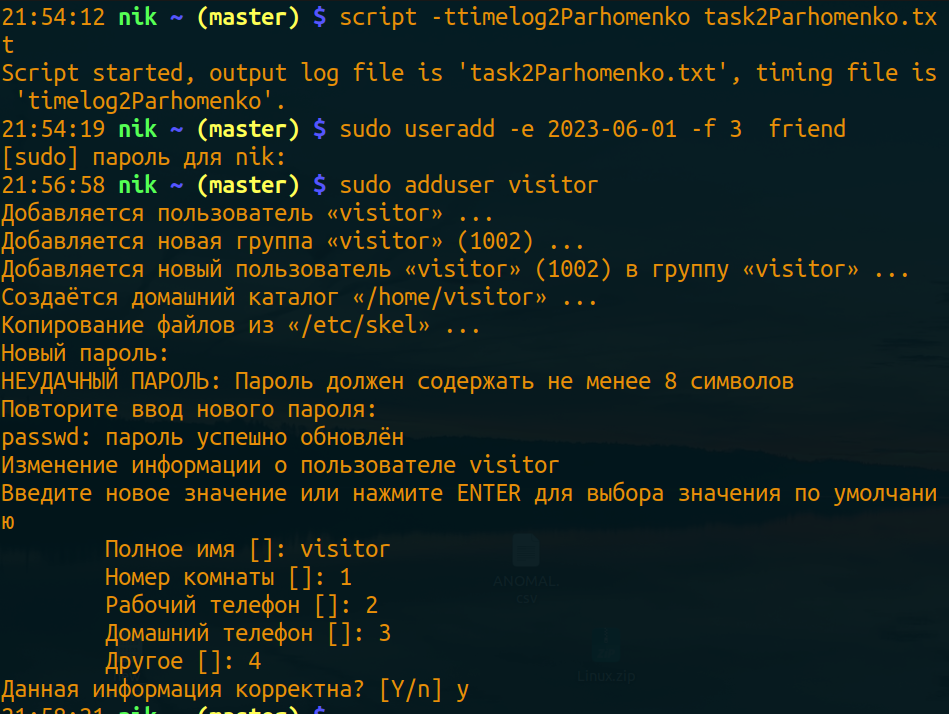 21:54:12 nik ~ (master) $ script -ttimelog2Parhomenko task2Parhomenko.tx
t
Script started, output log file is 'task2Parhomenko.txt', timing file is
 'timelog2Parhomenko'.
21:54:19 nik ~ (master) $ sudo useradd -e 2023-06-01 -f 3  friend
[sudo] пароль для nik:
21:56:58 nik ~ (master) $ sudo adduser visitor
Добавляется пользователь «visitor» ...
Добавляется новая группа «visitor» (1002) ...
Добавляется новый пользователь «visitor» (1002) в группу «visitor» ...
Создаётся домашний каталог «/home/visitor» ...
Копирование файлов из «/etc/skel» ...
Новый пароль:
НЕУДАЧНЫЙ ПАРОЛЬ: Пароль должен содержать не менее 8 символов
Повторите ввод нового пароля:
passwd: пароль успешно обновлён
Изменение информации о пользователе visitor
Введите новое значение или нажмите ENTER для выбора значения по умолчани
ю
Полное имя []: visitor
Номер комнаты []: 1
ANOMAL
csv
Рабочий телефон []: 2
Домашний телефон []: 3
Другое []: 4
Linux.zip
Данная информация корректна? [Y/n] y
21:58:21 nik ~ (master) $